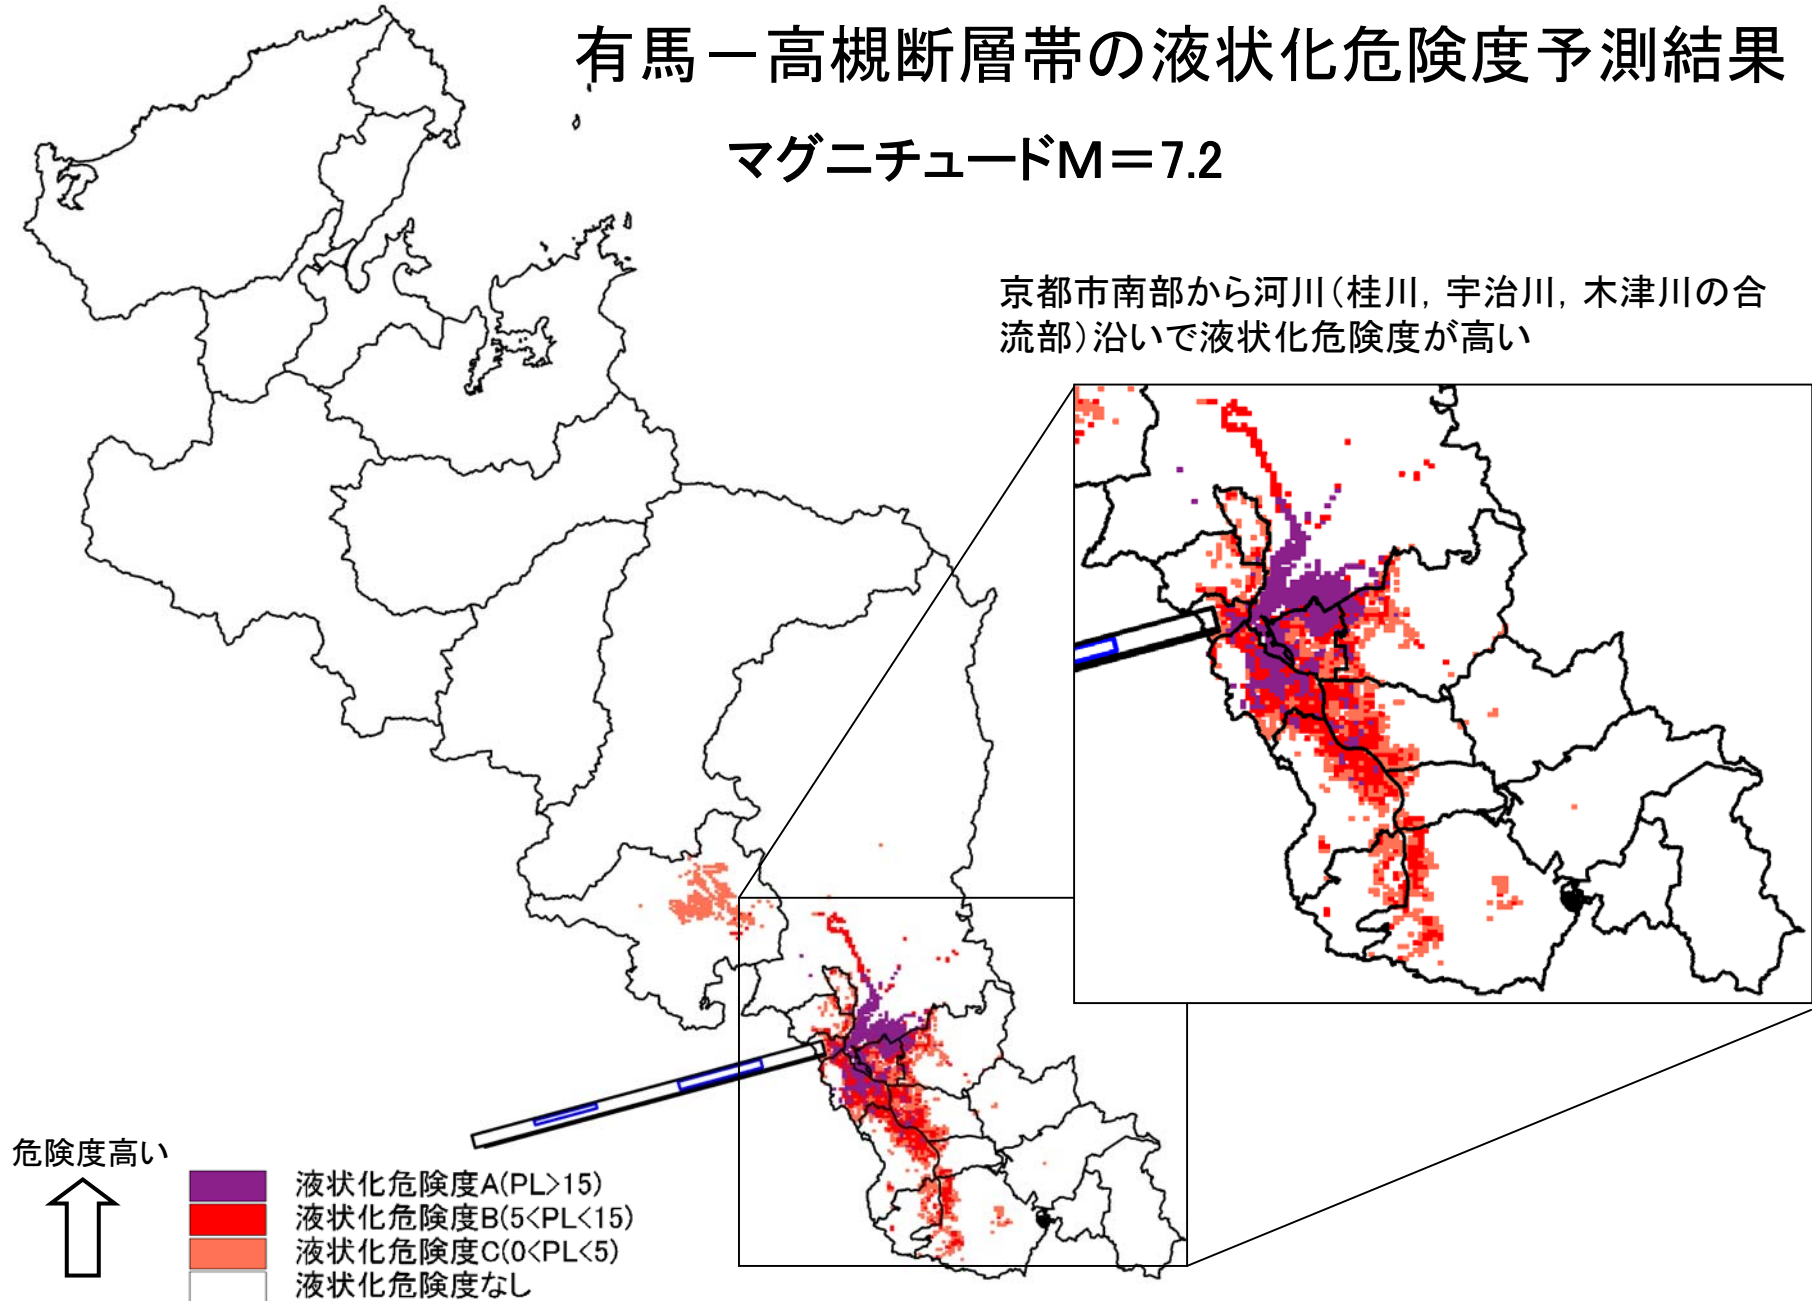 有馬－高槻断層帯の液状化危険度予測結果
マグニチュードM＝7.2
京都市南部から河川（桂川，宇治川，木津川の合
流部）沿いで液状化危険度が高い
危険度高い
液状化危険度A(PL>15)
液状化危険度B(5<PL<15)
液状化危険度C(0<PL<5)
液状化危険度なし